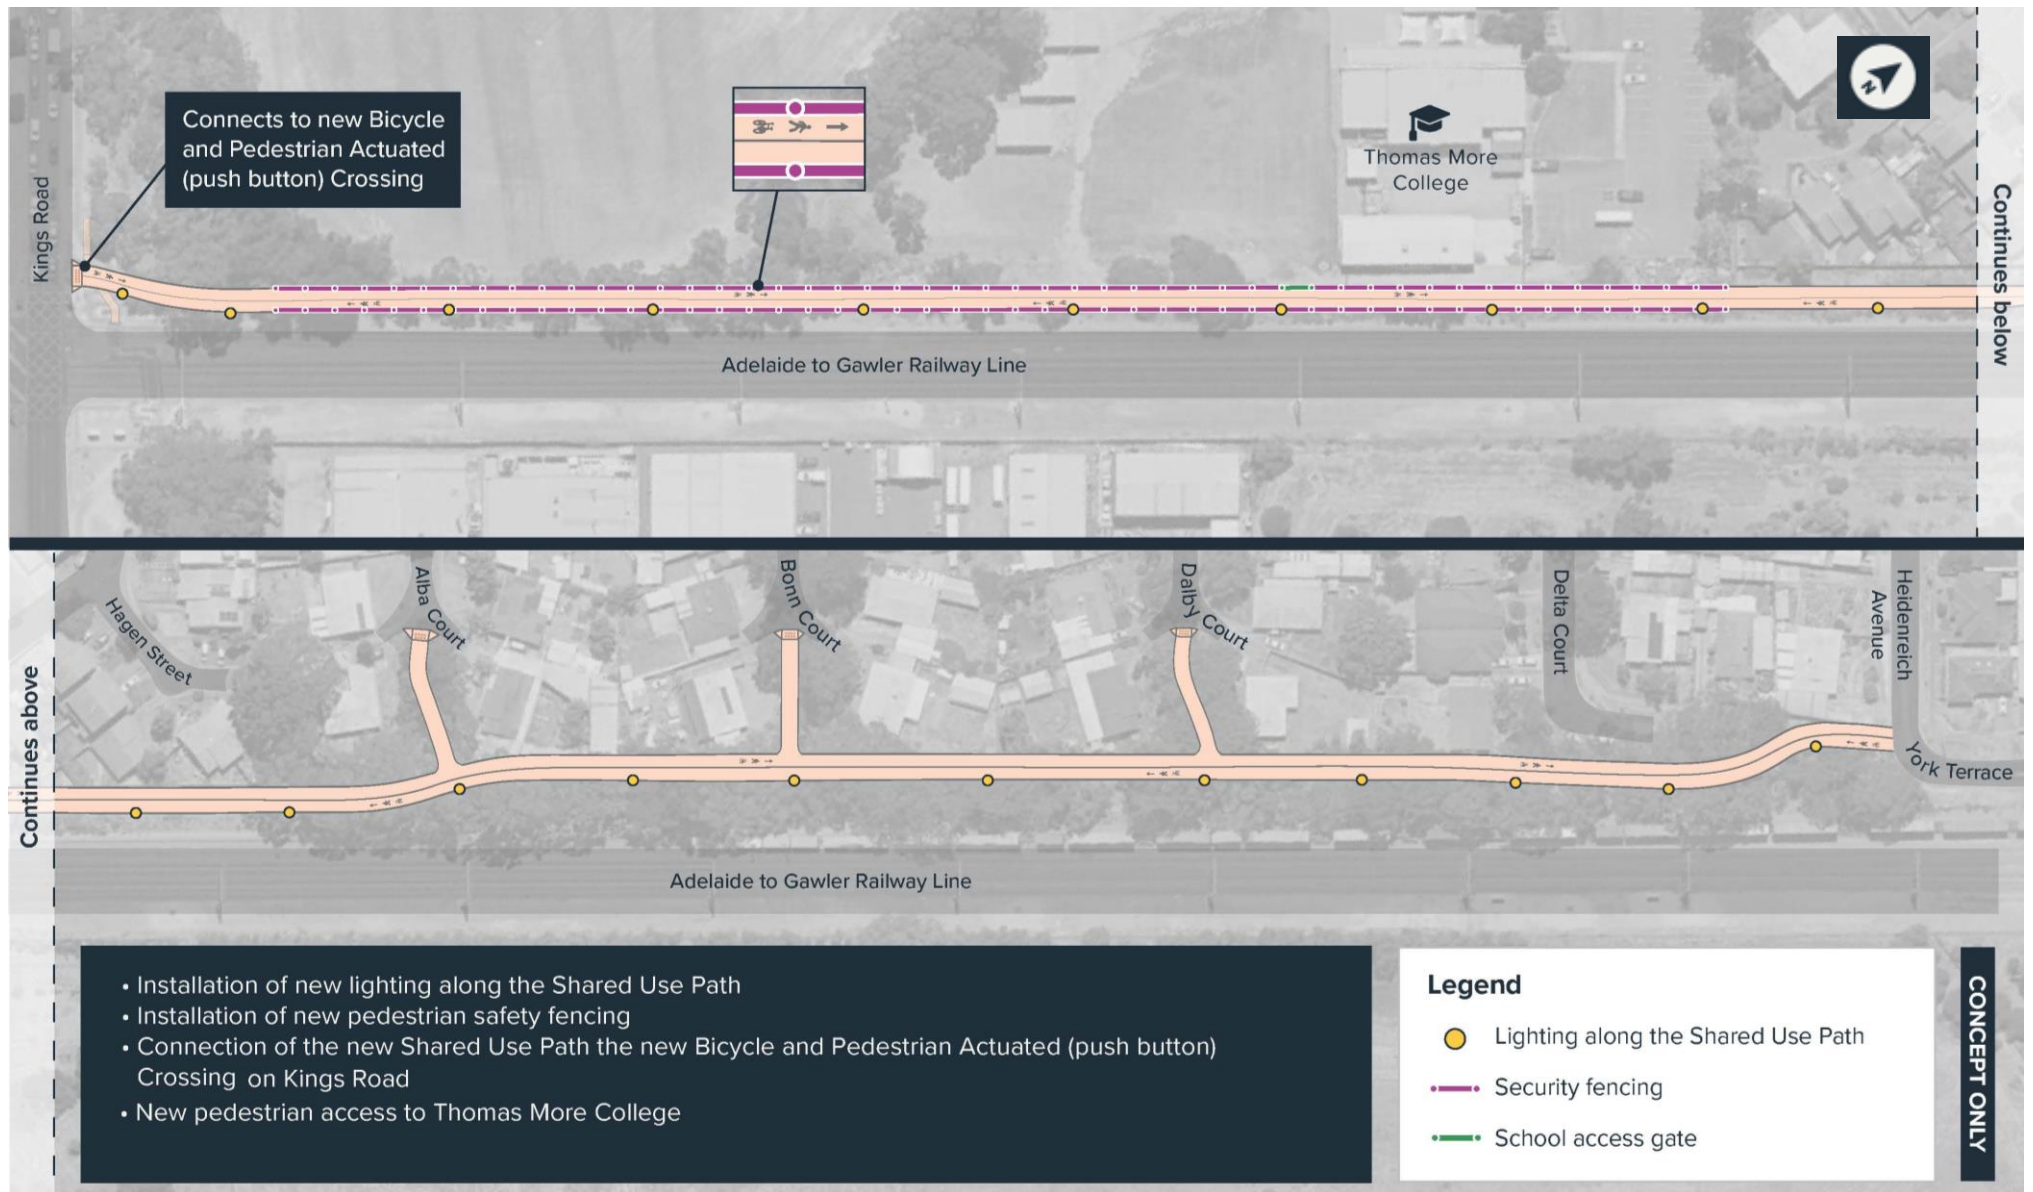 Connects to new Bicycle
and Pedestrian Actuated
(push button) Crossing
Kings Road
N
Thomas More
College
Continues below
Adelaide to Gawler Railway Line
Hagen Street
Alba Court
Bonn Court
Dalby Court
Delta Court
Heidenreich
Avenue
York Terrace
Continues above
Adelaide to Gawler Railway Line
• Installation of new lighting along the Shared Use Path
• Installation of new pedestrian safety fencing
• Connection of the new Shared Use Path the new Bicycle and Pedestrian Actuated (push button)
Crossing on Kings Road
• New pedestrian access to Thomas More College
Legend
Lighting along the Shared Use Path
Security fencing
School access gate
CONCEPT ONLY